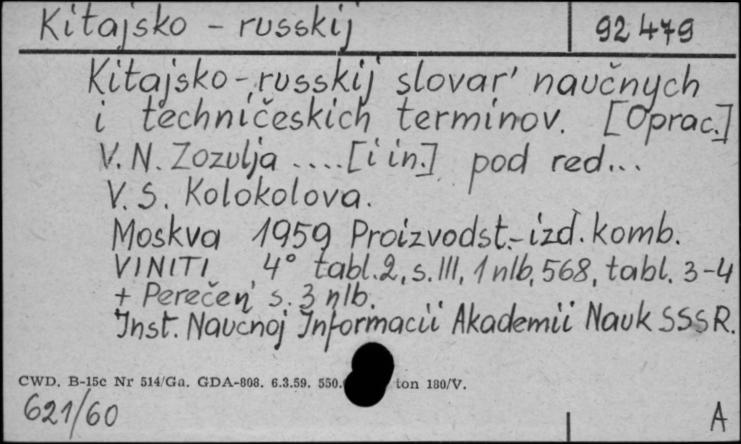 Kitajsko - russkij
92 479
Kitajsko-russkij slovar' naučnych
i techničeskich terminov. [Oprac.]
V. N. Zozulja .... [i in.] pod red...
V. S. Kolokolova.
Moskva 1959 Proizvodst.-izd. komb.
VINITI 4° tabl. 2, s. III, 1 nlb, 568, tabl. 3-4
+ Perečen' s. 3 nlb.
Inst. Naučnoj Informacii Akademii Nauk SSSR.
CWD. B-15c Nr 514/Ga. GDA-808. 6.3.59. 550. ton 180/V.
621/60
A